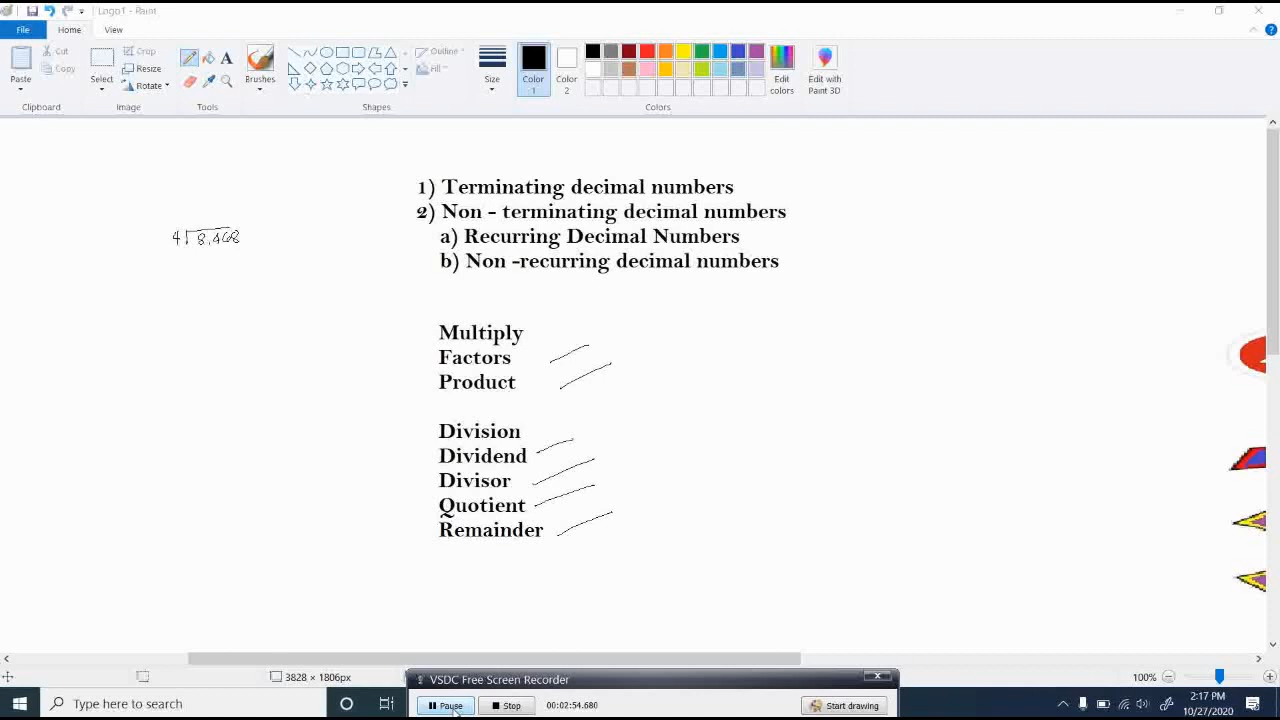 Logo1 - Paint
File Home View
Paste
Cut
Copy
Clipboard
Select
Crop
Resize
Rotate
Image
Tools
Brushes
Shapes
Outline
Fill
Size
Color
1
Color
2
Edit
colors
Edit with
Paint 3D
Colors
1) Terminating decimal numbers
2) Non - terminating decimal numbers
a) Recurring Decimal Numbers
b) Non -recurring decimal numbers
4 8.468
Multiply
Factors
Product
Division
Dividend
Divisor
Quotient
Remainder
3828 × 1806px
100%
VSDC Free Screen Recorder
Pause Stop 00:02:54.680 Start drawing
Type here to search
2:17 PM
10/27/2020